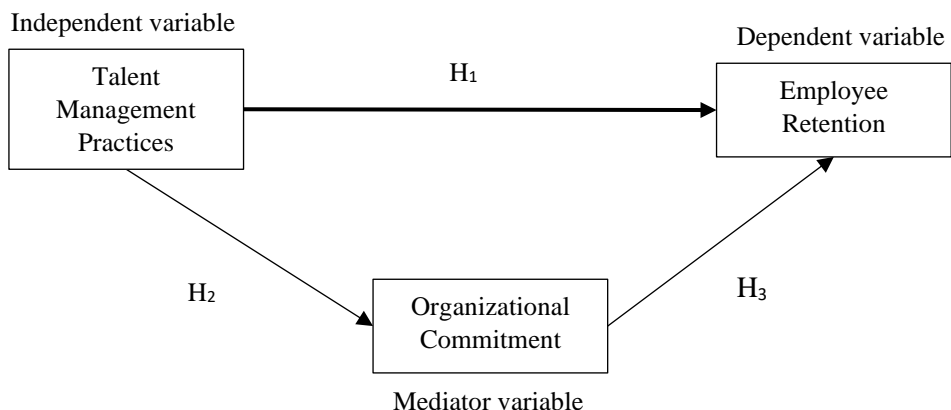 Independent variable
Talent
Management
Practices
H₁
Dependent variable
Employee
Retention
H₂
Organizational
Commitment
H₃
Mediator variable